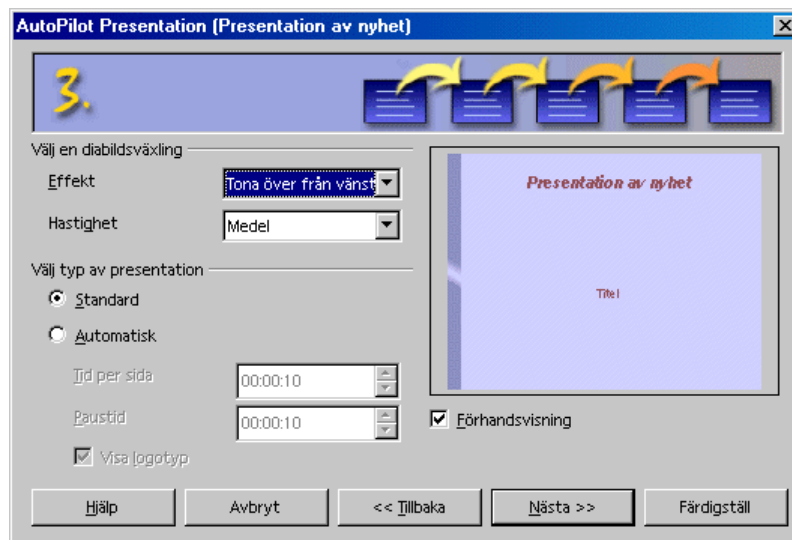 AutoPilot Presentation (Presentation av nyhet)
3.
Välj en diabildsväxling
Effekt
Tona över från vänst
Hastighet
Medel
Välj typ av presentation
Standard
Automatisk
Tid per sida
00:00:10
Paustid
00:00:10
Visa logotyp
Presentation av nyhet
Titel
Förhandsvisning
Hjälp
Avbryt
<< Tillbaka
Nästa >>
Färdigställ